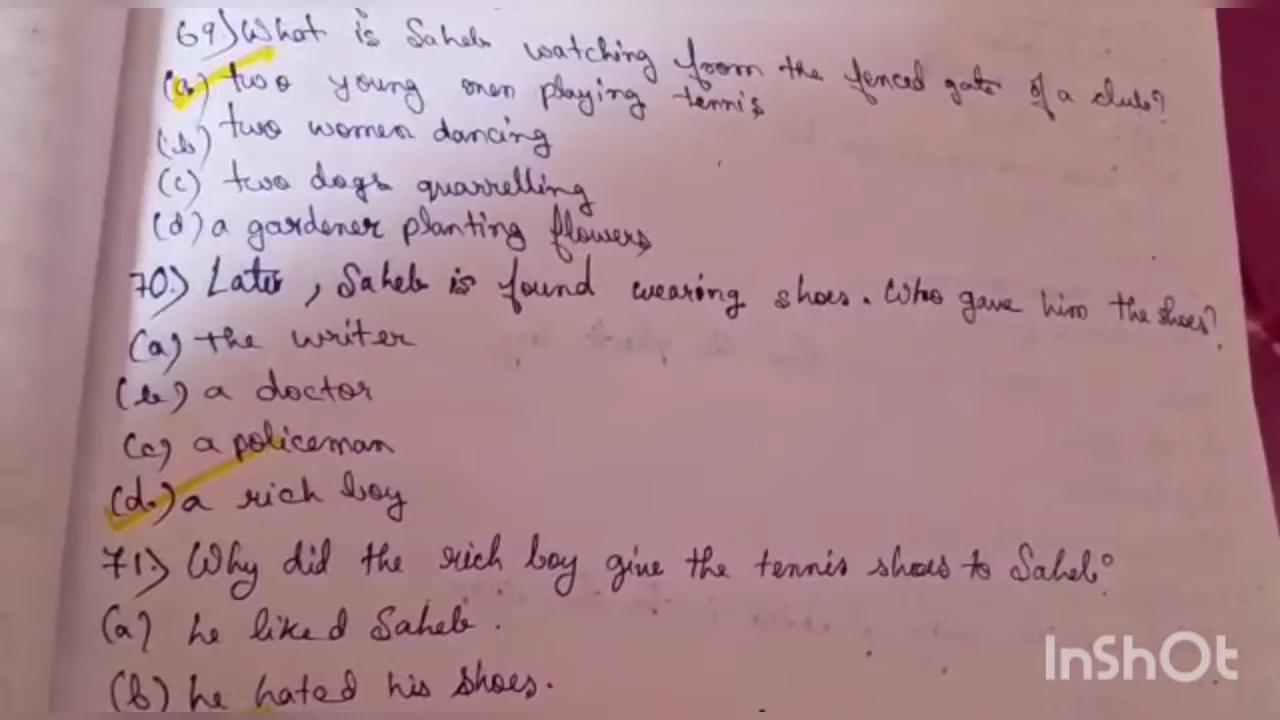 69) What is Saheb watching from the fenced gate of a club?
(a) two young men playing tennis
(b) two women dancing
(c) two dogs quarrelling
(d) a gardener planting flowers
70.) Later, Saheb is found wearing shoes. Who gave him the shoes?
(a) the writer
(b) a doctor
(c) a policeman
(d.) a rich boy
71.) Why did the rich boy give the tennis shoes to Saheb?
(a) he liked Saheb.
(b) he hated his shoes.
InShOt